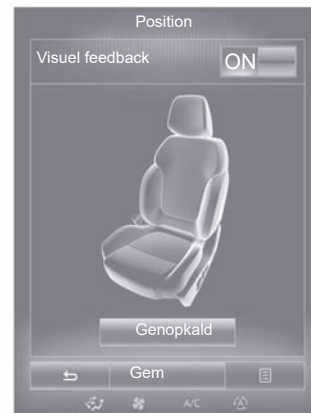 Position
Visuel feedback ON
Genopkald
Gem
A/C